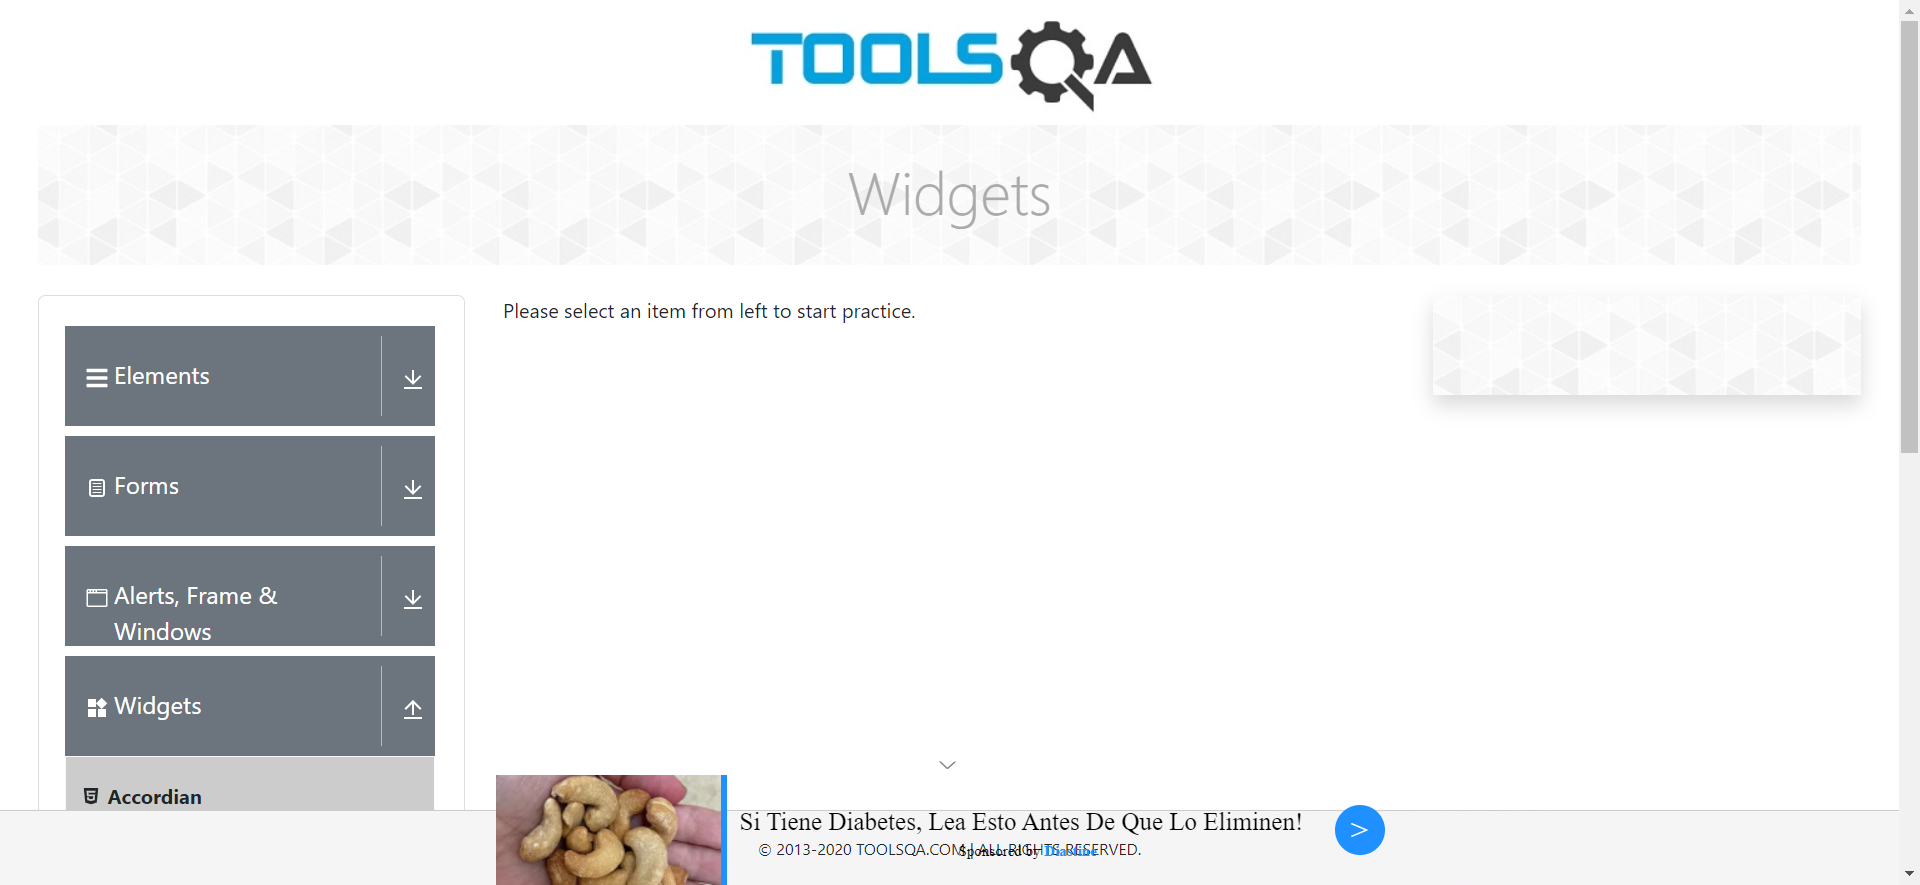 TOOLSQA
Widgets
Please select an item from left to start practice.
Elements
Forms
Alerts, Frame &
Windows
Widgets
Accordian
Si Tiene Diabetes, Lea Esto Antes De Que Lo Eliminen!
>
© 2013-2020 TOOLSQA.COM | ALL RIGHTS RESERVED.
Sponsored by